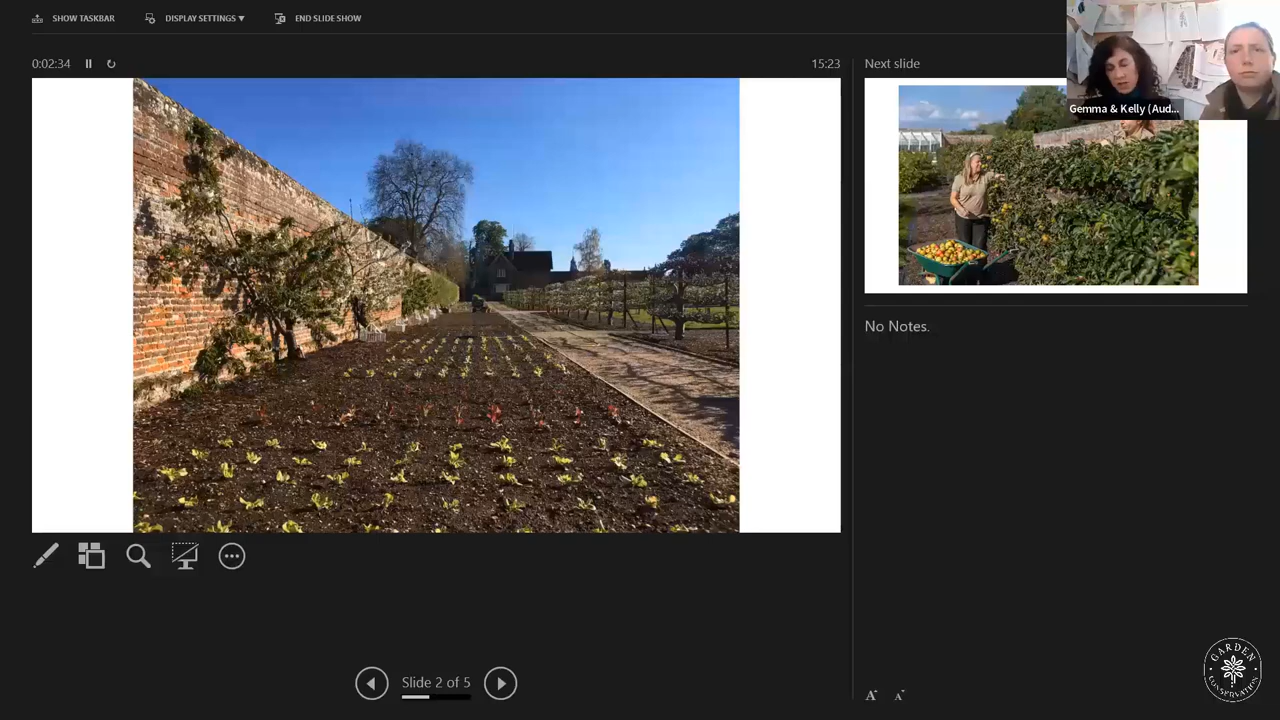 SHOW TASKBAR
DISPLAY SETTINGS ▼
END SLIDE SHOW
0:02:34
15:23
Next slide
Gemma & Kelly (Aud...
No Notes.
Slide 2 of 5
A
A
GARDEN
CONSERVATION